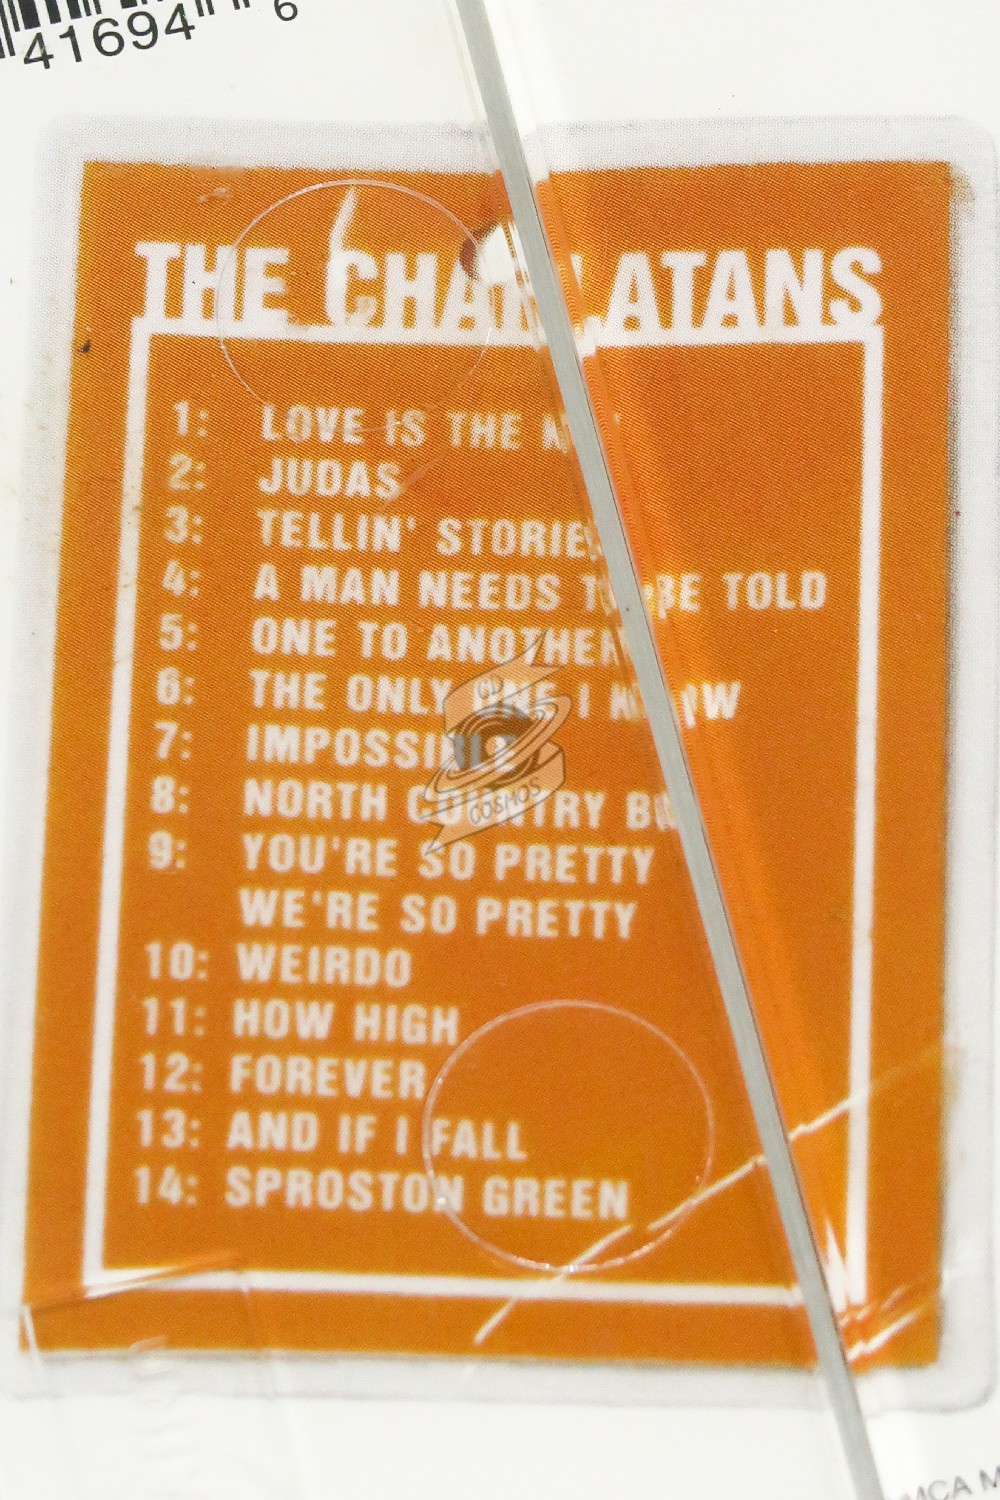 41694 6
THE CHARLATANS
1: LOVE IS THE
2: JUDAS
3: TELLIN' STORIES
4: A MAN NEEDS TO BE TOLD
5: ONE TO ANOTHER
6: THE ONLY ONE I KNOW
7: IMPOSSIBLE
8: NORTH COUNTRY
9: YOU'RE SO PRETTY
WE'RE SO PRETTY
10: WEIRDO
11: HOW HIGH
12: FOREVER
13: AND IF I FALL
14: SPROSTON GREEN
CD
COSMOS
MCA